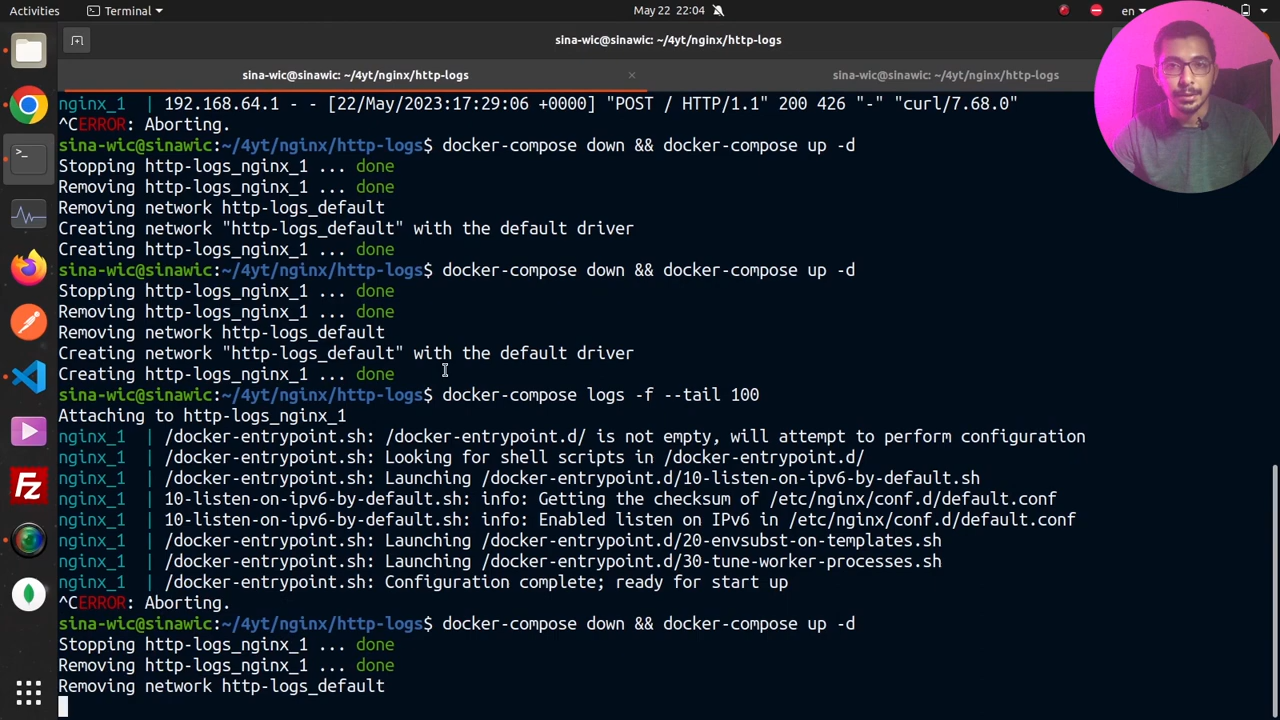 Activities
Terminal
May 22 22:04
en
sina-wic@sinawic: ~/4yt/nginx/http-logs
sina-wic@sinawic: ~/4yt/nginx/http-logs
sina-wic@sinawic: ~/4yt/nginx/http-logs
nginx_1 | 192.168.64.1 - - [22/May/2023:17:29:06 +0000] "POST / HTTP/1.1" 200 426 "-" "curl/7.68.0"
^CERROR: Aborting.
sina-wic@sinawic:~/4yt/nginx/http-logs$ docker-compose down && docker-compose up -d
Stopping http-logs_nginx_1 ... done
Removing http-logs_nginx_1 ... done
Removing network http-logs_default
Creating network "http-logs_default" with the default driver
Creating http-logs_nginx_1 ... done
sina-wic@sinawic:~/4yt/nginx/http-logs$ docker-compose down && docker-compose up -d
Stopping http-logs_nginx_1 ... done
Removing http-logs_nginx_1 ... done
Removing network http-logs_default
Creating network "http-logs_default" with the default driver
Creating http-logs_nginx_1 ... done
sina-wic@sinawic:~/4yt/nginx/http-logs$ docker-compose logs -f --tail 100
Attaching to http-logs_nginx_1
nginx_1 | /docker-entrypoint.sh: /docker-entrypoint.d/ is not empty, will attempt to perform configuration
nginx_1 | /docker-entrypoint.sh: Looking for shell scripts in /docker-entrypoint.d/
nginx_1 | /docker-entrypoint.sh: Launching /docker-entrypoint.d/10-listen-on-ipv6-by-default.sh
nginx_1 | 10-listen-on-ipv6-by-default.sh: info: Getting the checksum of /etc/nginx/conf.d/default.conf
nginx_1 | 10-listen-on-ipv6-by-default.sh: info: Enabled listen on IPv6 in /etc/nginx/conf.d/default.conf
nginx_1 | /docker-entrypoint.sh: Launching /docker-entrypoint.d/20-envsubst-on-templates.sh
nginx_1 | /docker-entrypoint.sh: Launching /docker-entrypoint.d/30-tune-worker-processes.sh
nginx_1 | /docker-entrypoint.sh: Configuration complete; ready for start up
^CERROR: Aborting.
sina-wic@sinawic:~/4yt/nginx/http-logs$ docker-compose down && docker-compose up -d
Stopping http-logs_nginx_1 ... done
Removing http-logs_nginx_1 ... done
Removing network http-logs_default